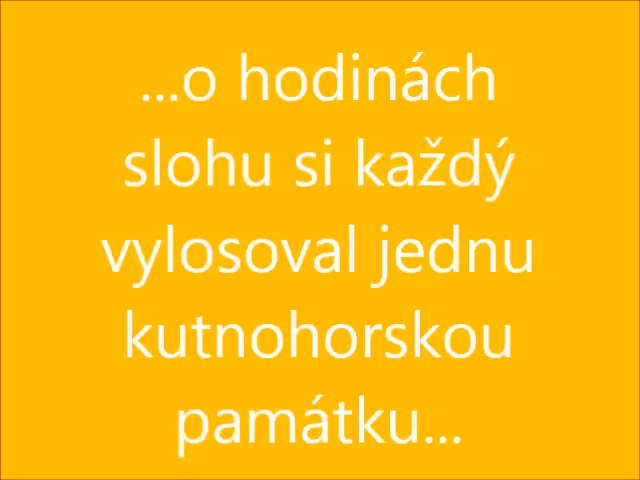 ...o hodinách
slohu si každý
vylosoval jednu
kutnohorskou
památku...